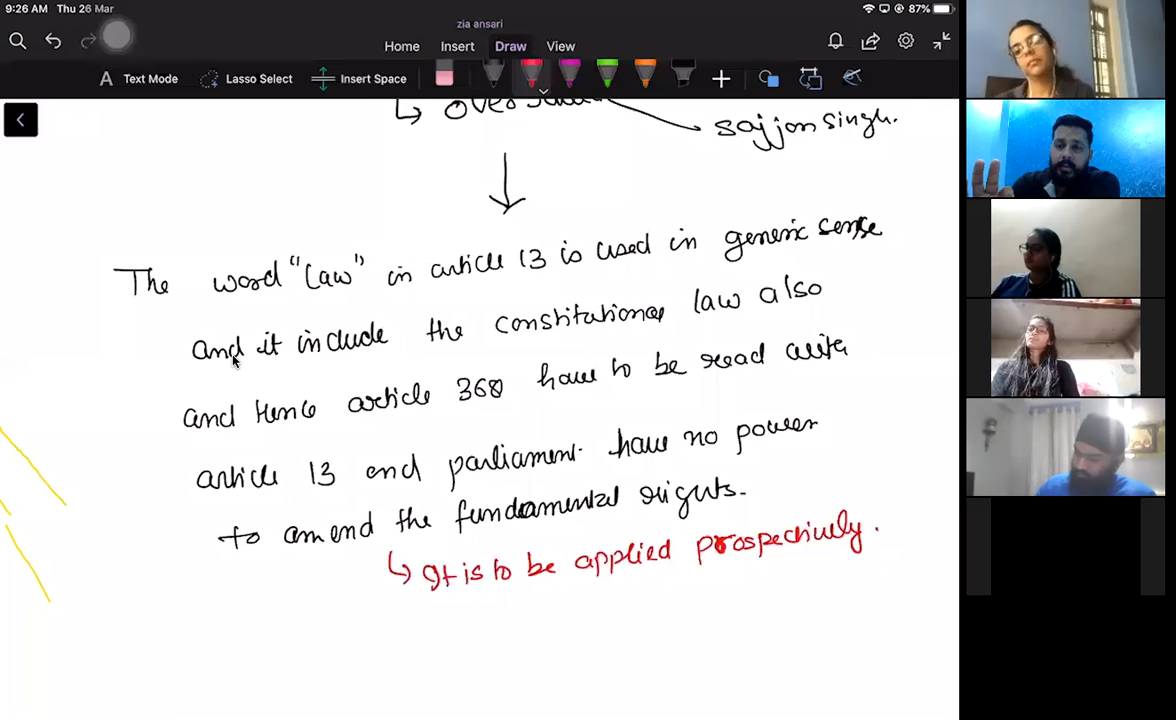 9:26 AM Thu 26 Mar
87%
zia ansari
Home Insert Draw View
Text Mode Lasso Select Insert Space
↳ over
sajjan singh.
The word "law" in article 13 is used in generic sense
and it include the constitutional law also
and hence article 368 have to be read with
article 13 and parliament have no power
to amend the fundamental rights.
↳ It is to be applied prospectively.